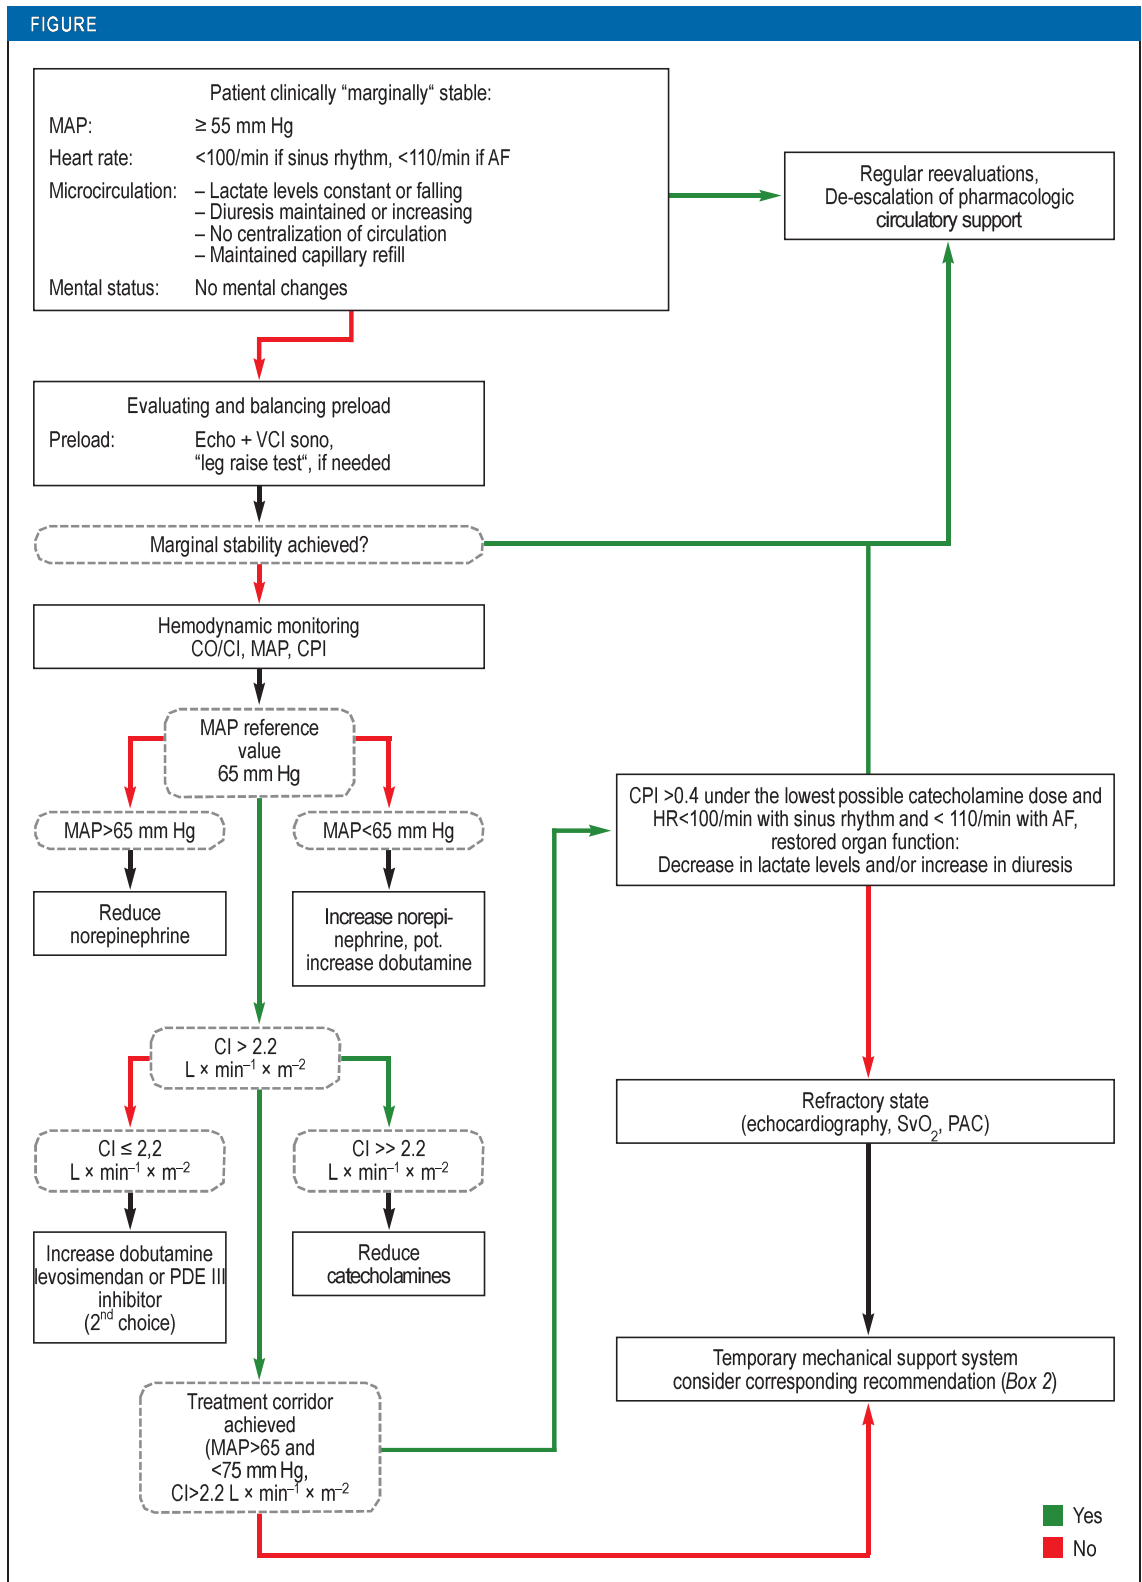 FIGURE
Patient clinically “marginally“ stable:
MAP: ≥ 55 mm Hg
Heart rate: <100/min if sinus rhythm, <110/min if AF
Microcirculation: – Lactate levels constant or falling
– Diuresis maintained or increasing
– No centralization of circulation
– Maintained capillary refill
Mental status: No mental changes
Regular reevaluations,
De-escalation of pharmacologic
circulatory support
Evaluating and balancing preload
Preload: Echo + VCI sono,
“leg raise test“, if needed
Marginal stability achieved?
Hemodynamic monitoring
CO/CI, MAP, CPI
MAP reference
value
65 mm Hg
MAP>65 mm Hg
MAP<65 mm Hg
Reduce
norepinephrine
Increase norepi-
nephrine, pot.
increase dobutamine
CPI >0.4 under the lowest possible catecholamine dose and
HR<100/min with sinus rhythm and < 110/min with AF,
restored organ function:
Decrease in lactate levels and/or increase in diuresis
CI > 2.2
L × min–1 × m–2
CI ≤ 2,2
L × min–1 × m–2
CI >> 2.2
L × min–1 × m–2
Increase dobutamine
levosimendan or PDE III
inhibitor
(2nd choice)
Reduce
catecholamines
Refractory state
(echocardiography, SvO2, PAC)
Temporary mechanical support system
consider corresponding recommendation (Box 2)
Treatment corridor
achieved
(MAP>65 and
<75 mm Hg,
CI>2.2 L × min–1 × m–2
Yes
No